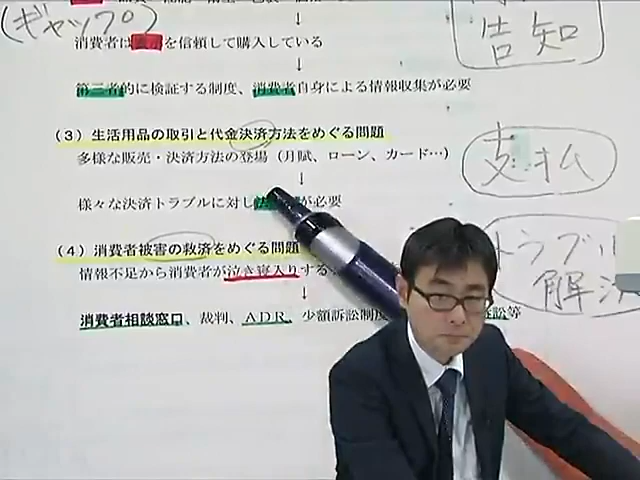 (ギャップ)
告知
消費者は を信頼して購入している
↓
第三者的に検証する制度、消費者自身による情報収集が必要
(3)生活用品の取引と代金決済方法をめぐる問題
多様な販売・決済方法の登場(月賦、ローン、カード…)
支払
↓
様々な決済トラブルに対し が必要
(4)消費者被害の救済をめぐる問題
トラブル
解決
情報不足から消費者が泣き寝入りする
↓
消費者相談窓口、裁判、ADR、少額訴訟制度 訴訟等